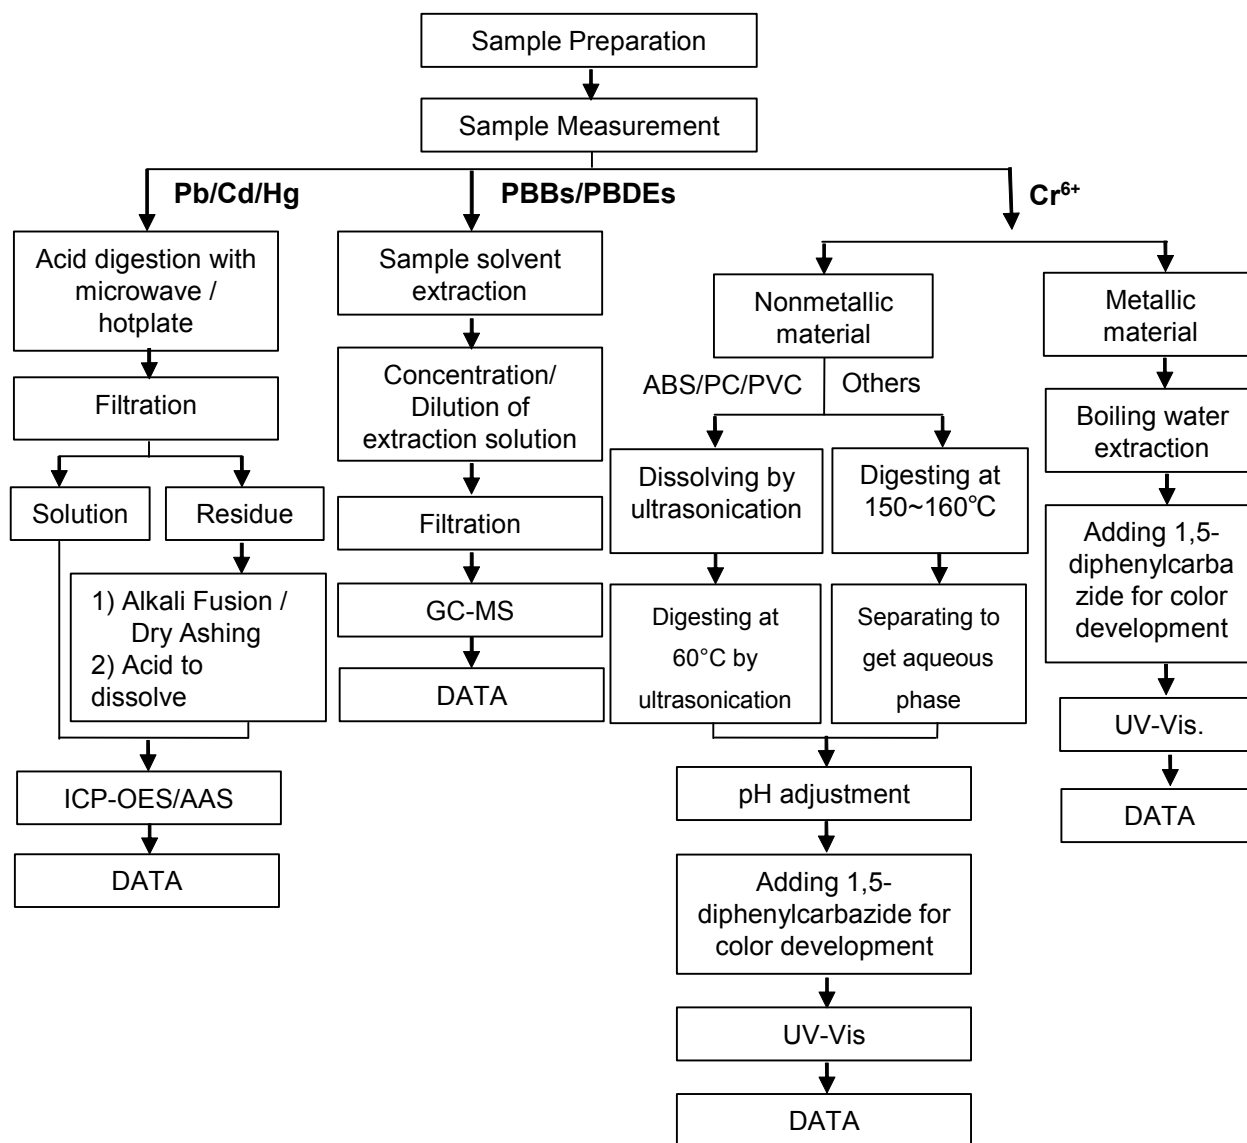 Sample Preparation
Sample Measurement
Pb/Cd/Hg
PBBs/PBDEs
Cr⁶⁺
Acid digestion with
microwave /
hotplate
Filtration
Solution
Residue
1) Alkali Fusion /
Dry Ashing
2) Acid to
dissolve
ICP-OES/AAS
DATA
Sample solvent
extraction
Concentration/
Dilution of
extraction solution
Filtration
GC-MS
DATA
Nonmetallic
material
ABS/PC/PVC
Others
Dissolving by
ultrasonication
Digesting at
60°C by
ultrasonication
Digesting at
150~160℃
Separating to
get aqueous
phase
pH adjustment
Adding 1,5-
diphenylcarbazide for
color development
UV-Vis
DATA
Metallic
material
Boiling water
extraction
Adding 1,5-
diphenylcarba
zide for color
development
UV-Vis.
DATA